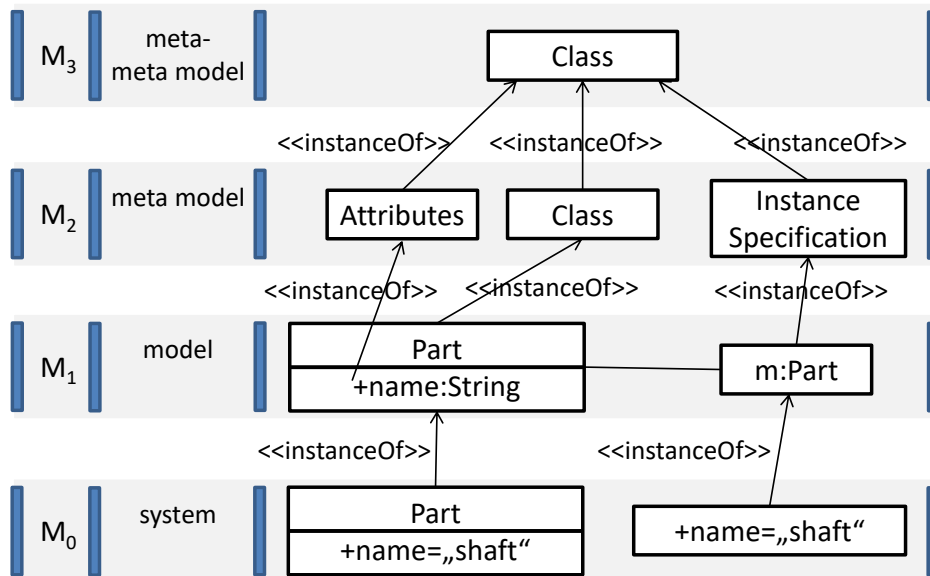 M3
meta-
meta model
Class
<<instanceOf>> <<instanceOf>> <<instanceOf>>
M2
meta model
Attributes
Class
Instance
Specification
<<instanceOf>> <<instanceOf>> <<instanceOf>>
M1
model
Part
+name:String
m:Part
<<instanceOf>> <<instanceOf>>
M0
system
Part
+name=„shaft“
+name=„shaft“